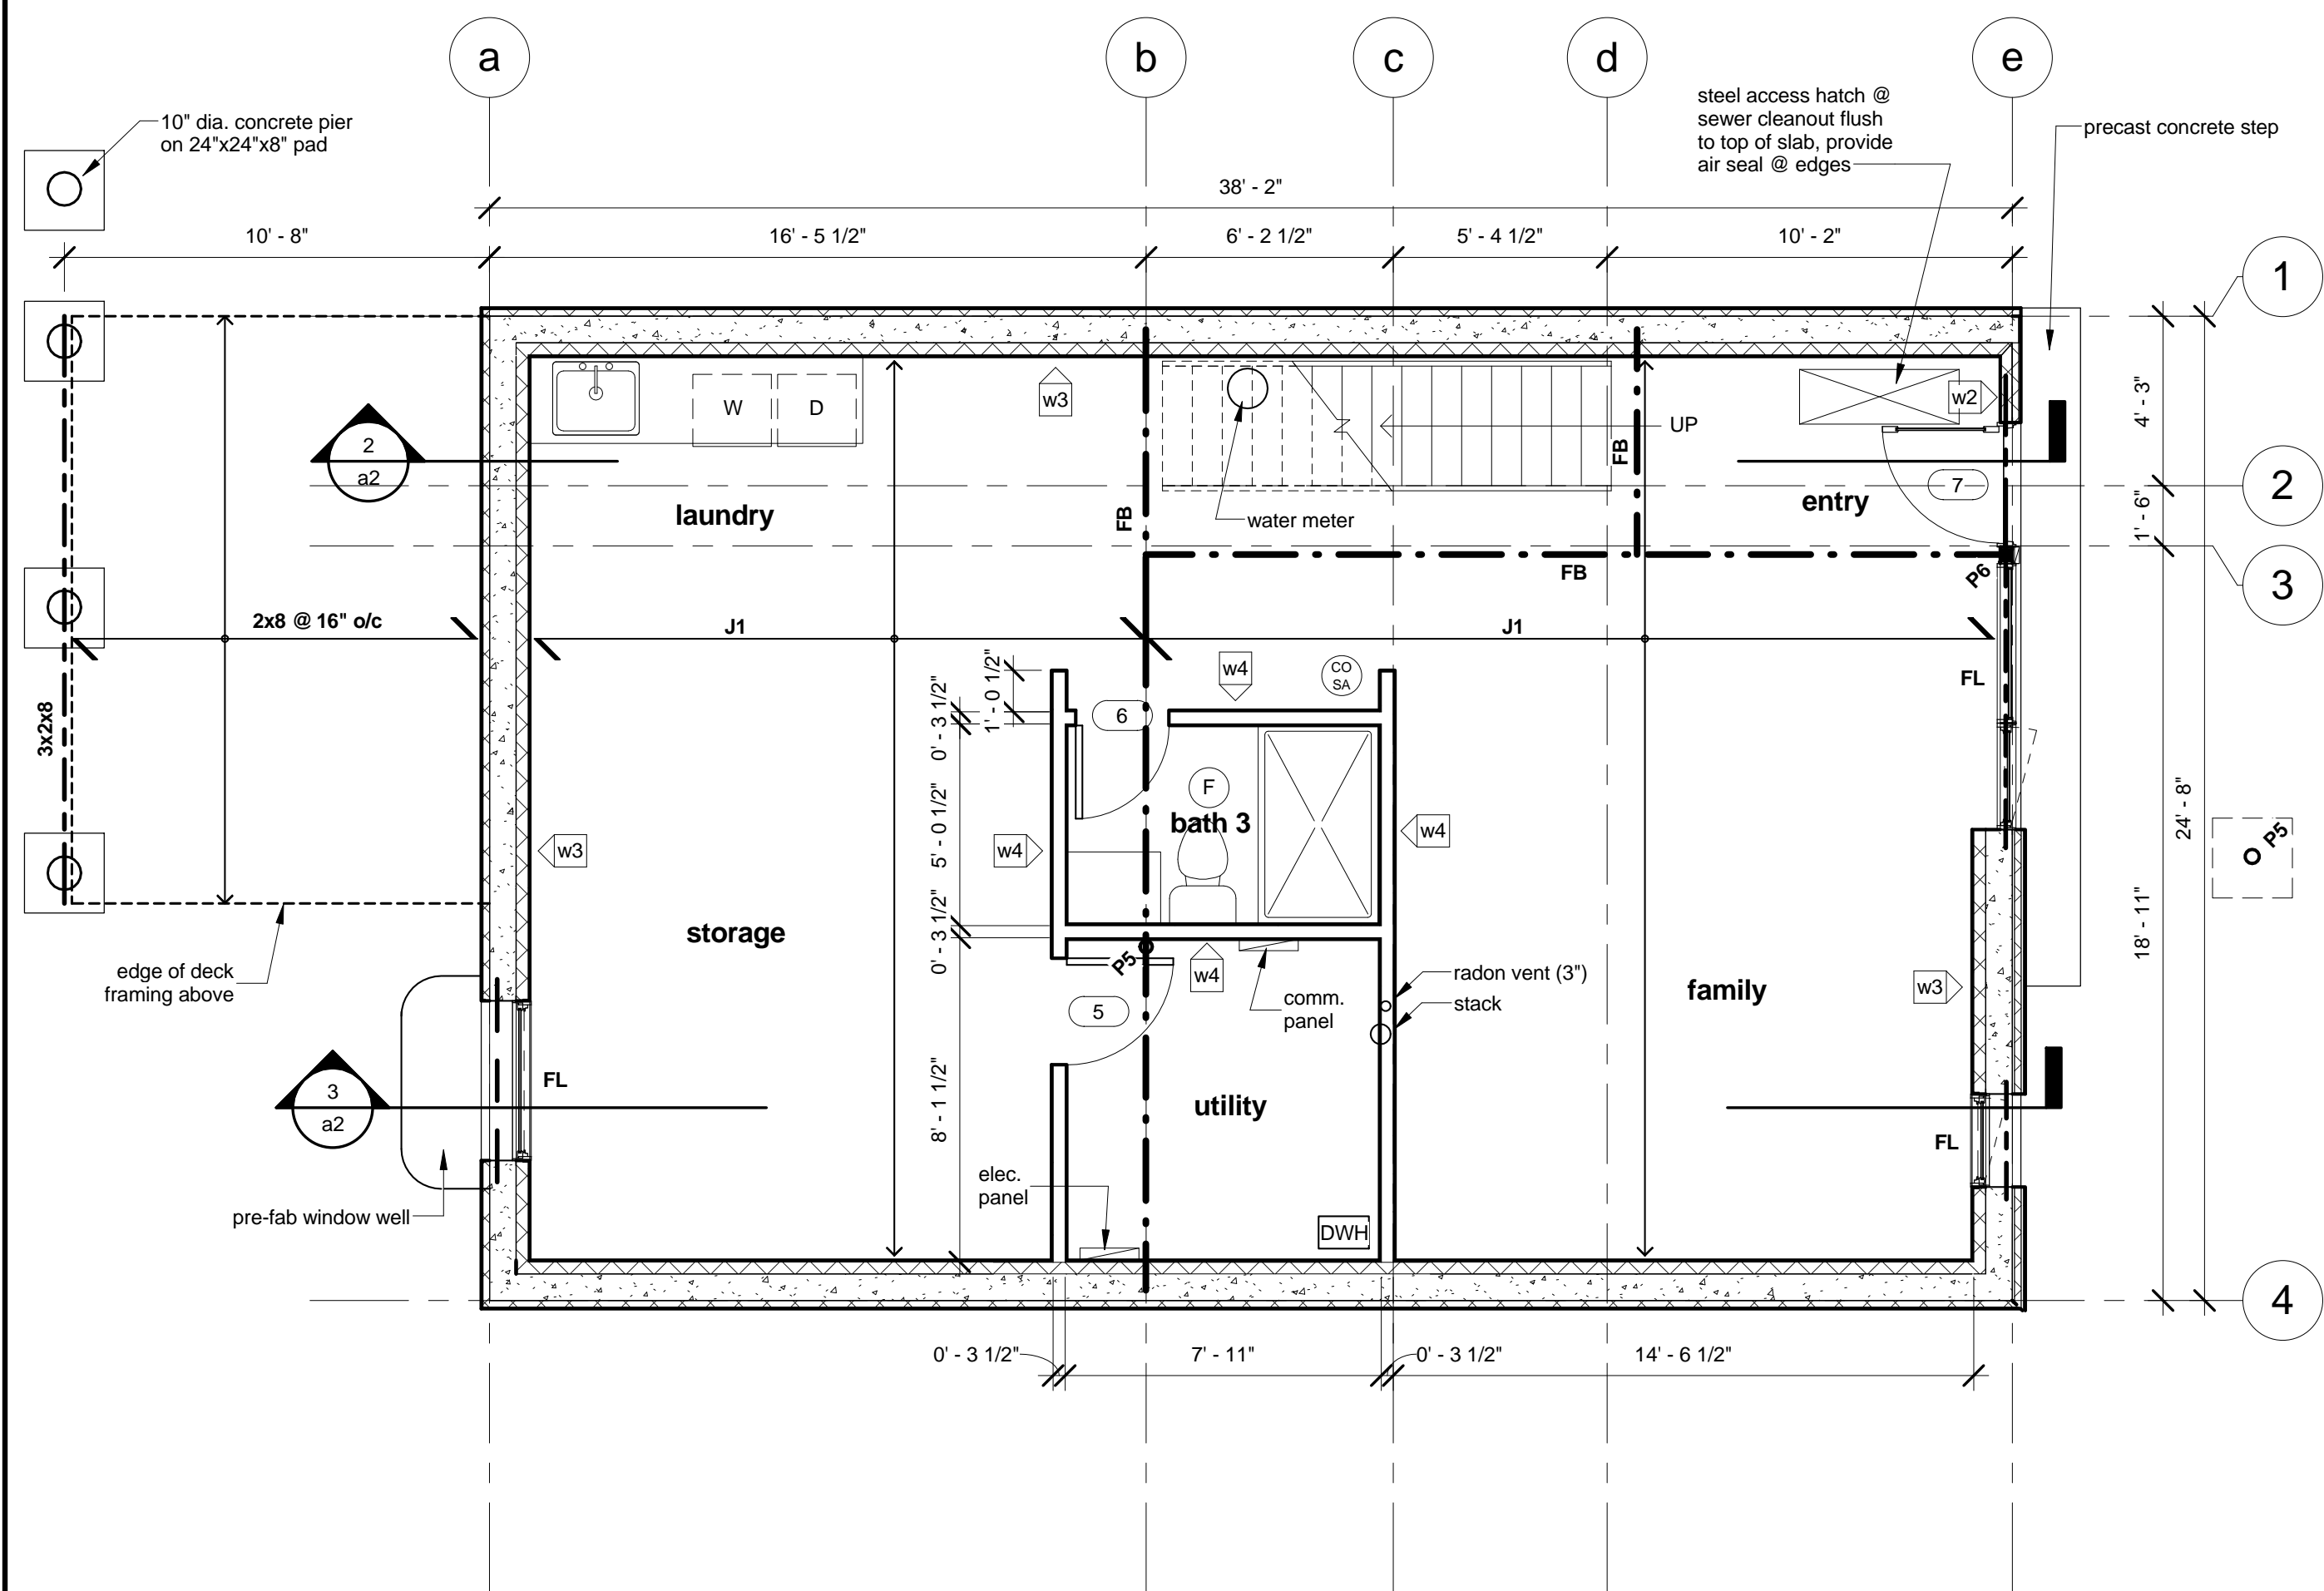 a
b
c
d
e
10" dia. concrete pier
on 24"x24"x8" pad
steel access hatch @
sewer cleanout flush
to top of slab, provide
air seal @ edges
precast concrete step
38' - 2"
10' - 8"
16' - 5 1/2"
6' - 2 1/2"
5' - 4 1/2"
10' - 2"
1
W
D
w3
w2
4' - 3"
UP
FB
2
a2
2
7
laundry
FB
water meter
entry
1' - 6"
FB
P6
3
2x8 @ 16" o/c
J1
J1
w4
CO
SA
FL
1' - 0 1/2"
0' - 3 1/2"
6
3x2x8
F
bath 3
24' - 8"
w3
w4
w4
5' - 0 1/2"
P5
storage
0' - 3 1/2"
18' - 11"
edge of deck
framing above
P5
w4
radon vent (3")
stack
family
w3
5
comm.
panel
FL
3
a2
8' - 1 1/2"
utility
FL
elec.
panel
pre-fab window well
DWH
4
0' - 3 1/2"
7' - 11"
0' - 3 1/2"
14' - 6 1/2"